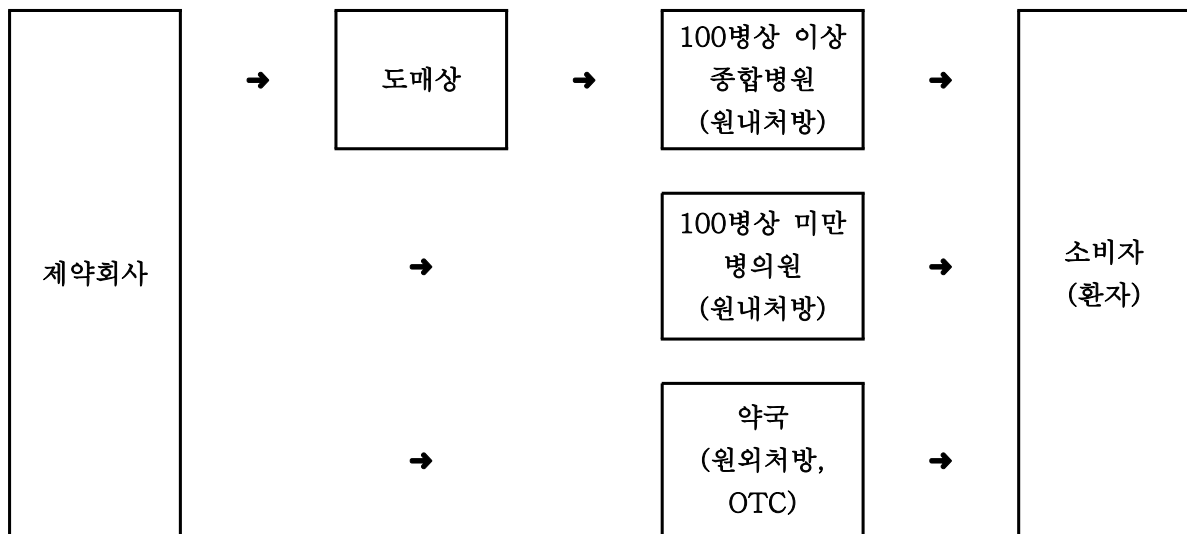 제약회사
➜
도매상
➜
100병상 이상
종합병원
(원내처방)
➜
➜
100병상 미만
병의원
(원내처방)
➜
➜
약국
(원외처방,
OTC)
➜
소비자
(환자)